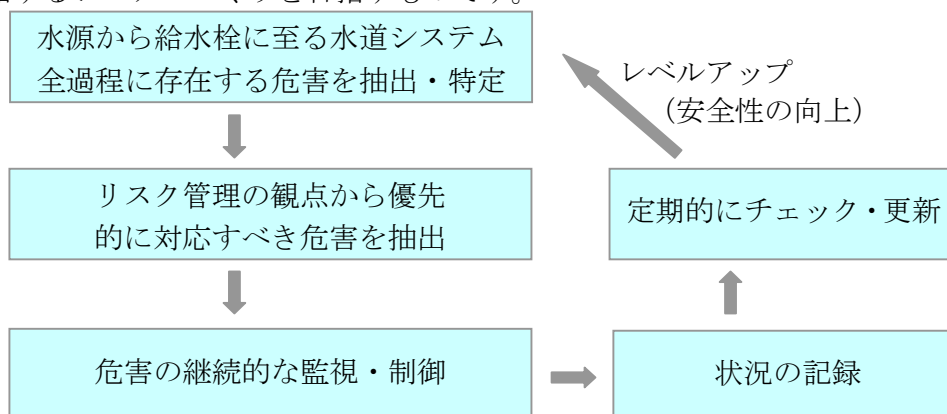 水源から給水栓に至る水道システム
全過程に存在する危害を抽出・特定
レベルアップ
（安全性の向上）
リスク管理の観点から優先
的に対応すべき危害を抽出
定期的にチェック・更新
危害の継続的な監視・制御
状況の記録